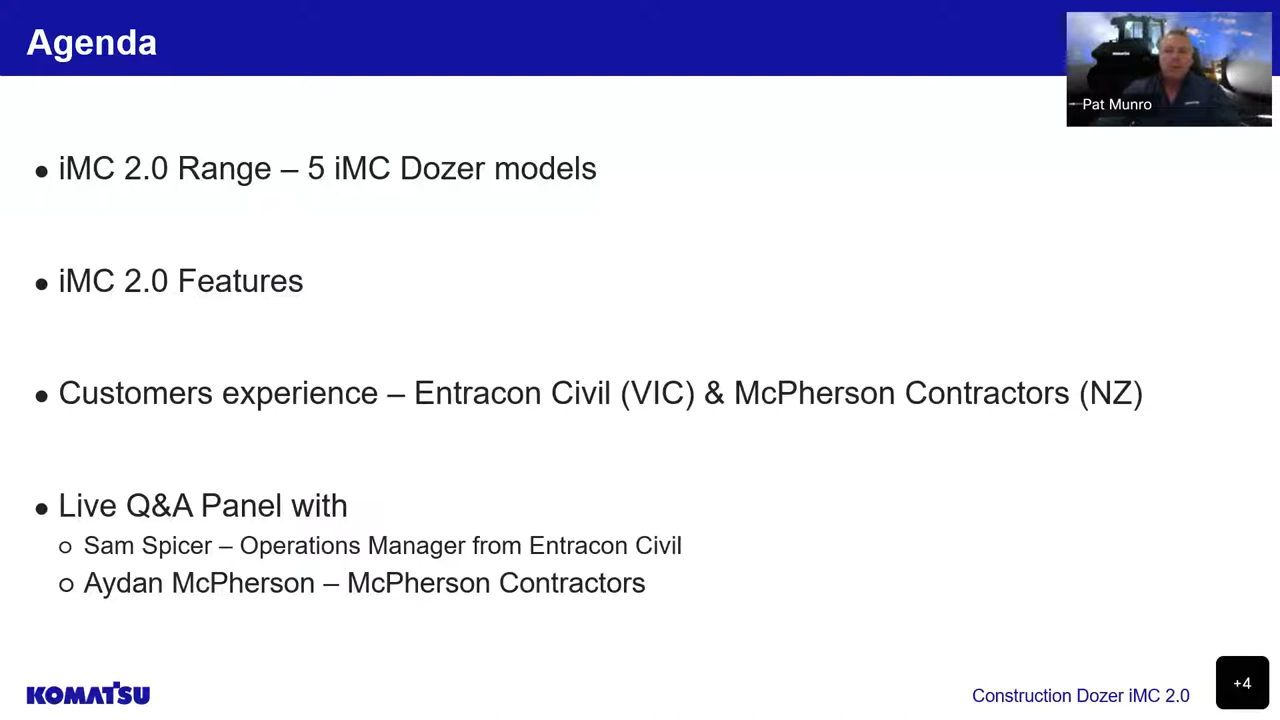 Agenda
Pat Munro
● iMC 2.0 Range – 5 iMC Dozer models
● iMC 2.0 Features
● Customers experience – Entracon Civil (VIC) & McPherson Contractors (NZ)
● Live Q&A Panel with
○ Sam Spicer – Operations Manager from Entracon Civil
○ Aydan McPherson – McPherson Contractors
KOMATSU
Construction Dozer iMC 2.0
+4